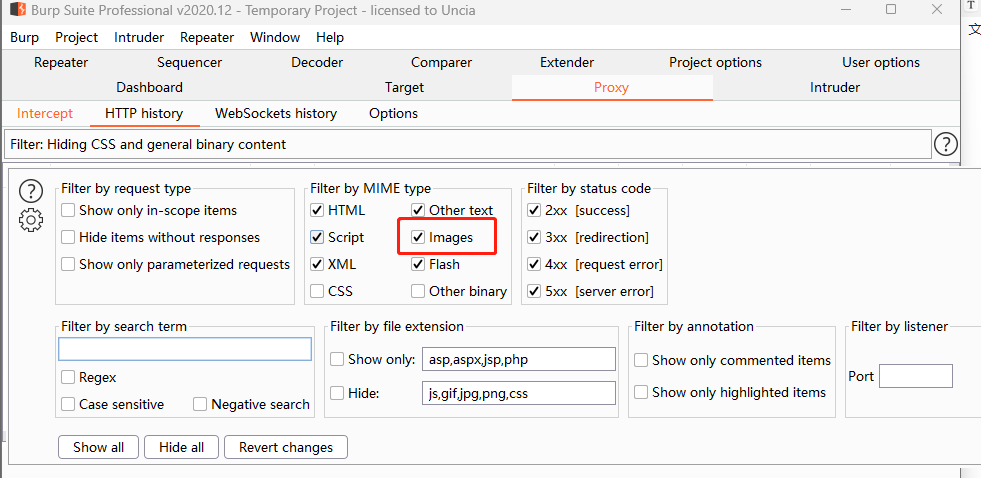 Burp Suite Professional v2020.12 - Temporary Project - licensed to Uncia
T
文
Burp Project Intruder Repeater Window Help
Repeater Sequencer Decoder Comparer Extender Project options User options
Dashboard Target Proxy Intruder
Intercept HTTP history WebSockets history Options
Filter: Hiding CSS and general binary content ?
?
Filter by request type
Show only in-scope items
Hide items without responses
Show only parameterized requests
Filter by MIME type
HTML Other text
Script Images
XML Flash
CSS Other binary
Filter by status code
2xx [success]
3xx [redirection]
4xx [request error]
5xx [server error]
Filter by search term
Regex
Case sensitive Negative search
Filter by file extension
Show only: asp,aspx,jsp,php
Hide: js,gif,jpg,png,css
Filter by annotation
Show only commented items
Show only highlighted items
Filter by listener
Port
Show all Hide all Revert changes